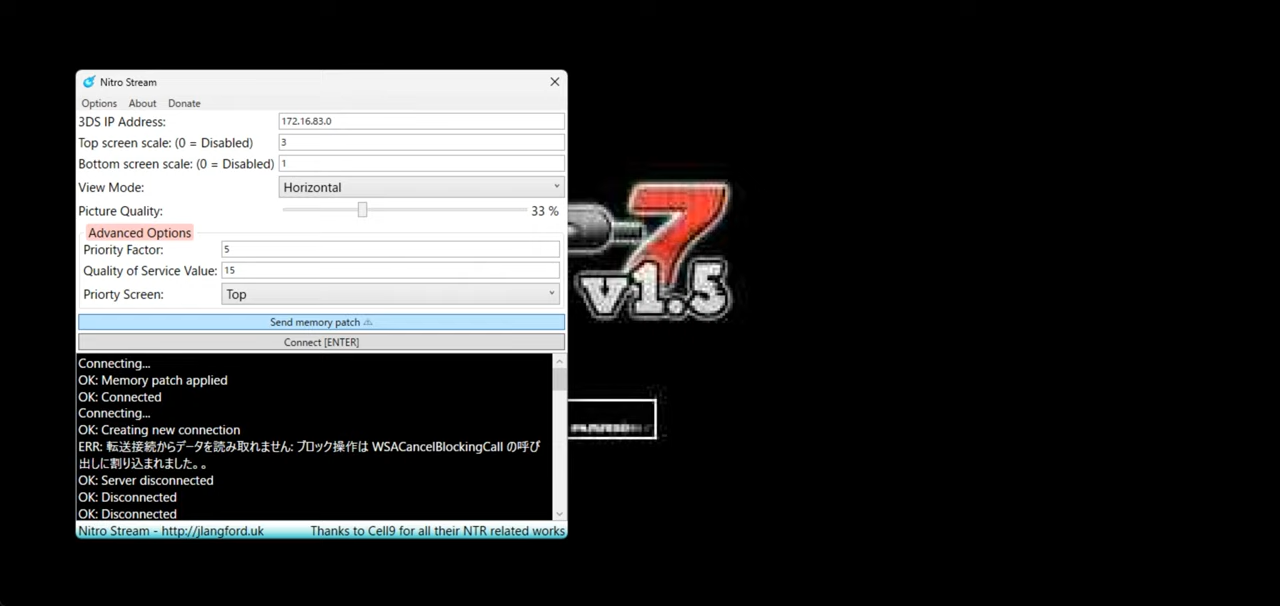 Nitro Stream
Options About Donate
3DS IP Address: 172.16.83.0
Top screen scale: (0 = Disabled) 3
Bottom screen scale: (0 = Disabled) 1
View Mode: Horizontal
Picture Quality: 33 %
Advanced Options
Priority Factor: 5
Quality of Service Value: 15
Priorty Screen: Top
Send memory patch ⚠
Connect [ENTER]
Connecting...
OK: Memory patch applied
OK: Connected
Connecting...
OK: Creating new connection
ERR: 転送接続からデータを読み取れません: ブロック操作は WSACancelBlockingCall の呼び
出しに割り込まれました。。
OK: Server disconnected
OK: Disconnected
OK: Disconnected
Nitro Stream - http://jlangford.uk Thanks to Cell9 for all their NTR related works
7
v1.5